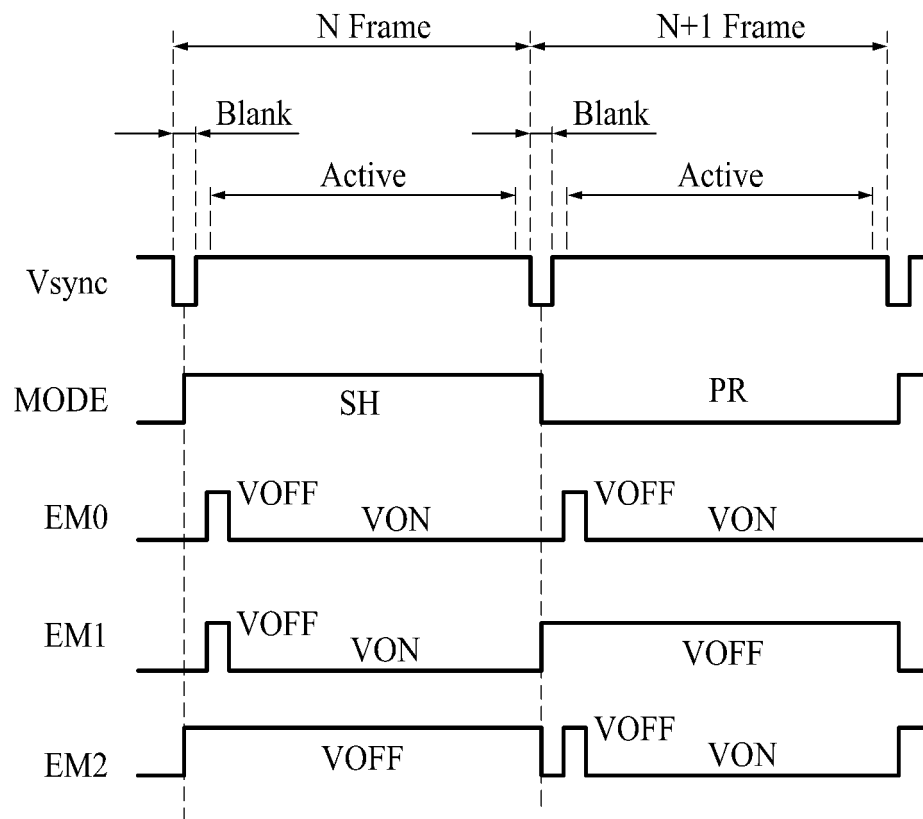 N Frame
N+1 Frame
Blank
Blank
Active
Active
Vsync
MODE
SH
PR
EM0
VOFF
VON
VOFF
VON
EM1
VOFF
VON
VOFF
EM2
VOFF
VOFF
VON